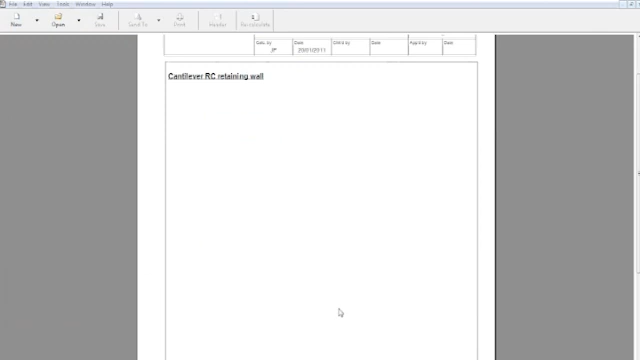 File Edit View Tools Window Help
New Open Save Send To Print Header Recalculate
Calc. by Date Chk'd by Date App'd by Date
JP 20/01/2011
Cantilever RC retaining wall